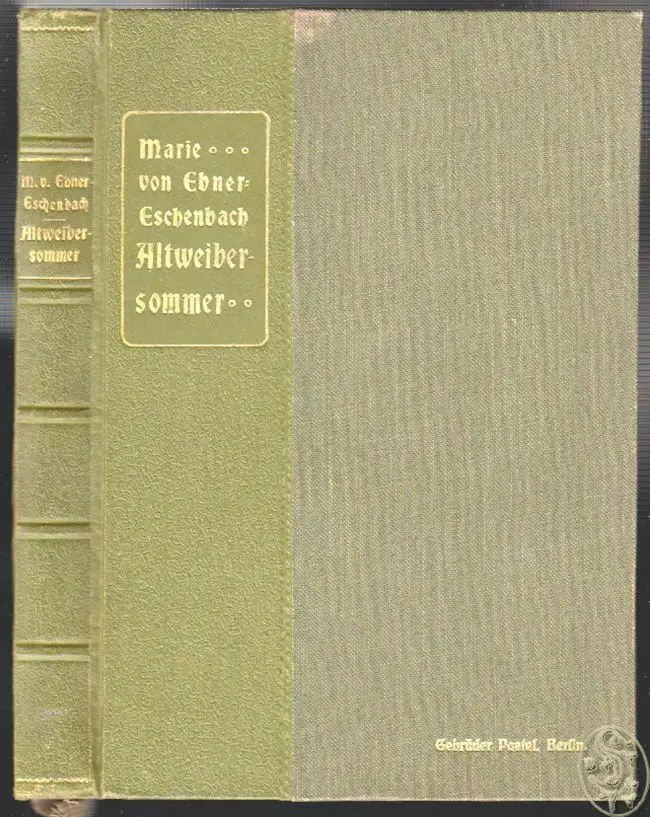 M. v. Ebner-
Eschenbach
Altweiber-
sommer
Marie
von Ebner-
Eschenbach
Altweiber-
sommer
Gebrüder Paetel, Berlin.